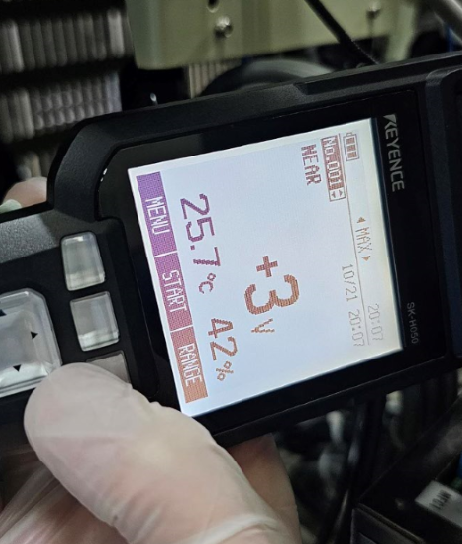 KEYENCE
SK-H050
20:07
No.001 ◀ MAX ▶ 10/21 20:07
NEAR
+3V
25.7℃ 42%
MENU START RANGE